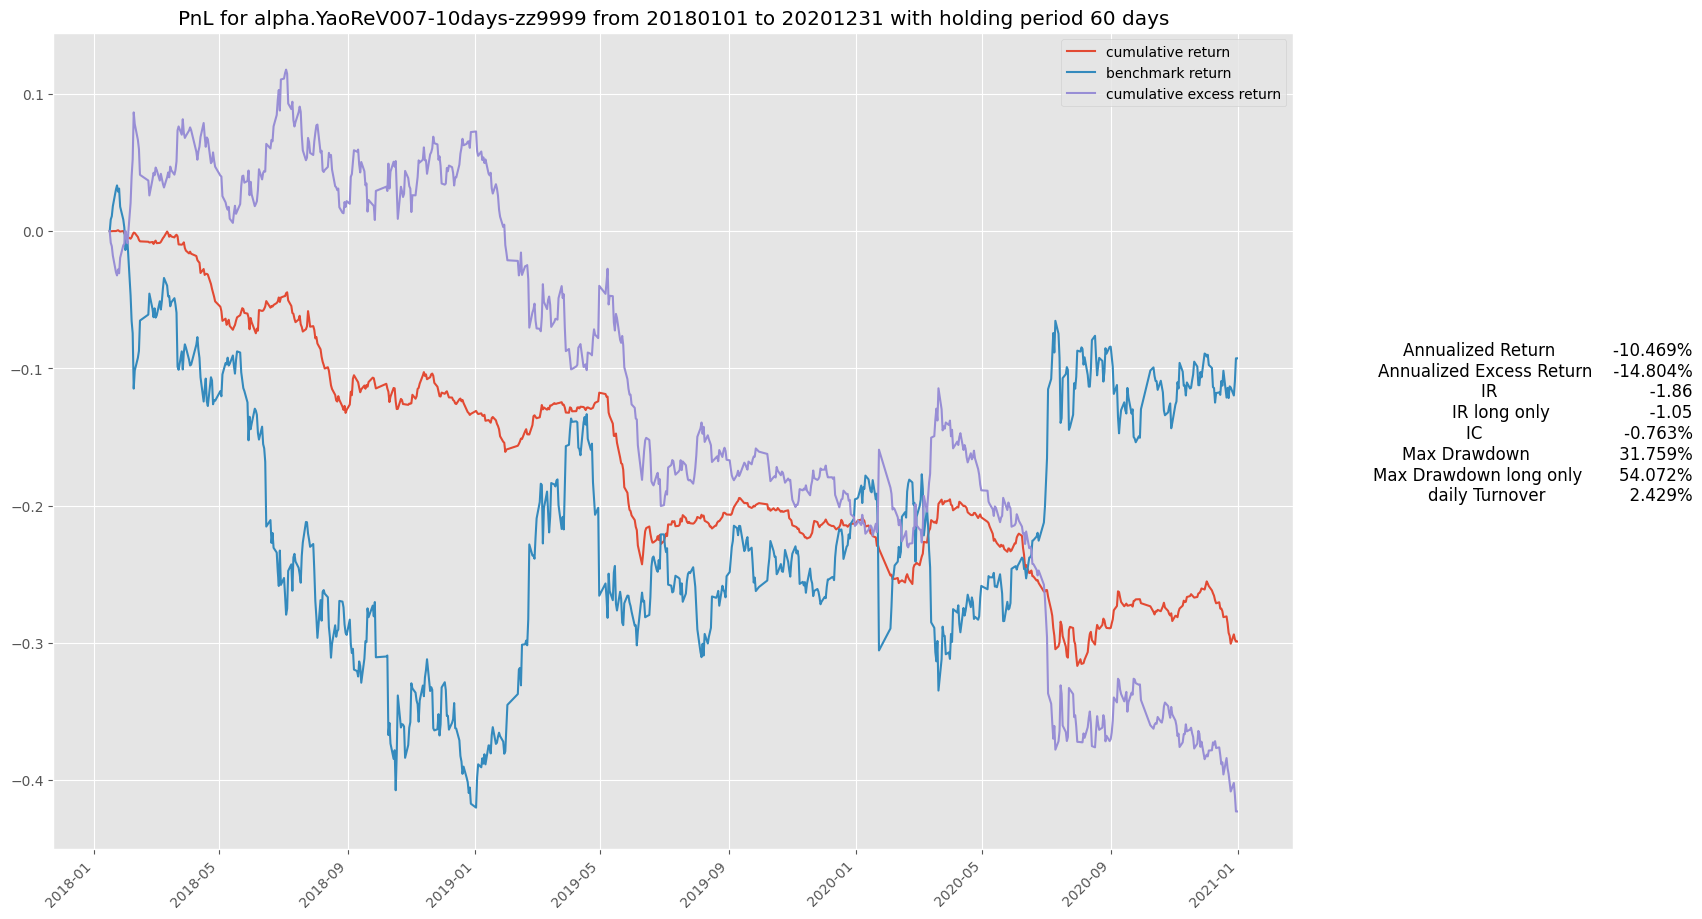 PnL for alpha.YaoReV007-10days-zz9999 from 20180101 to 20201231 with holding period 60 days
cumulative return
benchmark return
cumulative excess return
0.1
0.0
−0.1
−0.2
−0.3
−0.4
Annualized Return -10.469%
Annualized Excess Return -14.804%
IR -1.86
IR long only -1.05
IC -0.763%
Max Drawdown 31.759%
Max Drawdown long only 54.072%
daily Turnover 2.429%
2018-01
2018-05
2018-09
2019-01
2019-05
2019-09
2020-01
2020-05
2020-09
2021-01